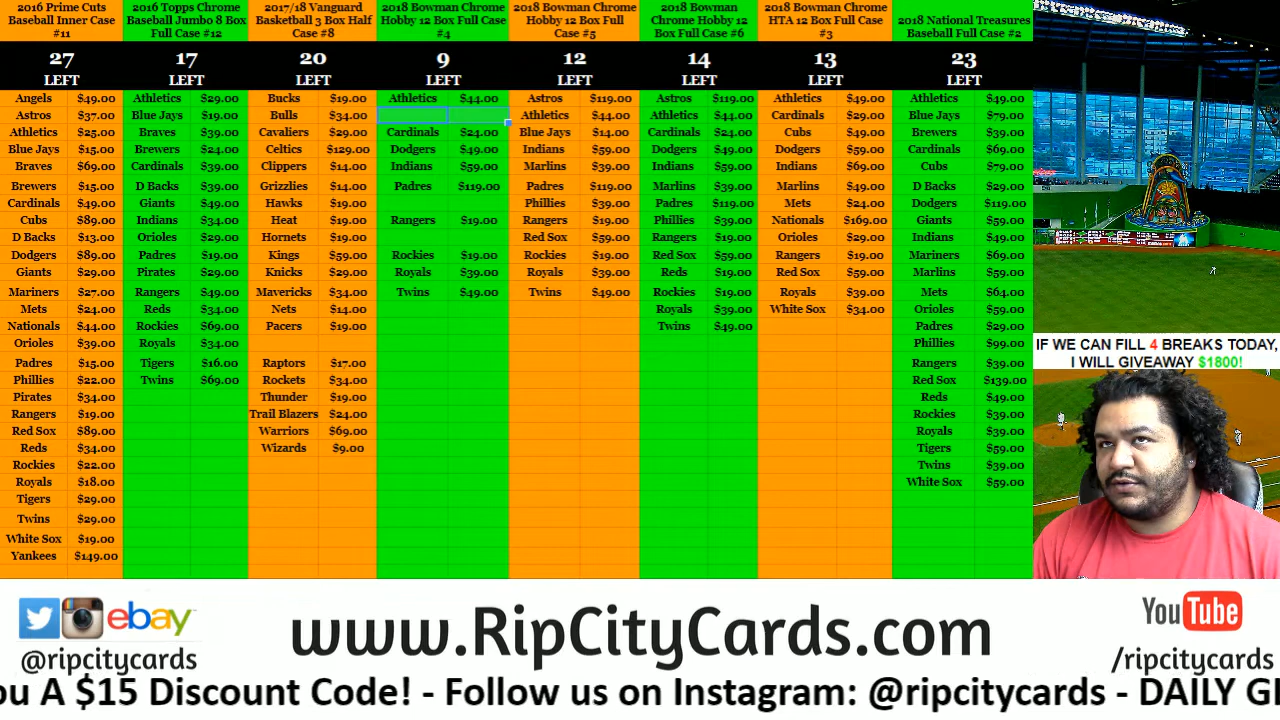 2016 Prime Cuts
Baseball Inner Case
#11
27
LEFT
Angels $49.00
Astros $37.00
Athletics $25.00
Blue Jays $15.00
Braves $69.00
Brewers $15.00
Cardinals $49.00
Cubs $89.00
D Backs $13.00
Dodgers $89.00
Giants $29.00
Mariners $27.00
Mets $24.00
Nationals $44.00
Orioles $39.00
Padres $15.00
Phillies $22.00
Pirates $34.00
Rangers $19.00
Red Sox $89.00
Reds $34.00
Rockies $22.00
Royals $18.00
Tigers $29.00
Twins $29.00
White Sox $19.00
Yankees $149.00
2016 Topps Chrome
Baseball Jumbo 8 Box
Full Case #12
17
LEFT
Athletics $29.00
Blue Jays $19.00
Braves $39.00
Brewers $24.00
Cardinals $39.00
D Backs $39.00
Giants $49.00
Indians $34.00
Orioles $29.00
Padres $19.00
Pirates $29.00
Rangers $49.00
Reds $34.00
Rockies $69.00
Royals $34.00
Tigers $16.00
Twins $69.00
2017/18 Vanguard
Basketball 3 Box Half
Case #8
20
LEFT
Bucks $19.00
Bulls $34.00
Cavaliers $29.00
Celtics $129.00
Clippers $14.00
Grizzlies $14.00
Hawks $19.00
Heat $19.00
Hornets $19.00
Kings $59.00
Knicks $29.00
Mavericks $34.00
Nets $14.00
Pacers $19.00
Raptors $17.00
Rockets $34.00
Thunder $19.00
Trail Blazers $24.00
Warriors $69.00
Wizards $9.00
2018 Bowman Chrome
Hobby 12 Box Full Case
#4
9
LEFT
Athletics $44.00
Cardinals $24.00
Dodgers $49.00
Indians $59.00
Padres $119.00
Rangers $19.00
Rockies $19.00
Royals $39.00
Twins $49.00
2018 Bowman Chrome
Hobby 12 Box Full
Case #5
12
LEFT
Astros $119.00
Athletics $44.00
Blue Jays $14.00
Indians $59.00
Marlins $39.00
Padres $119.00
Phillies $39.00
Rangers $19.00
Red Sox $59.00
Rockies $19.00
Royals $39.00
Twins $49.00
2018 Bowman
Chrome Hobby 12
Box Full Case #6
14
LEFT
Astros $119.00
Athletics $44.00
Cardinals $24.00
Dodgers $49.00
Indians $59.00
Marlins $39.00
Padres $119.00
Phillies $39.00
Rangers $19.00
Red Sox $59.00
Reds $19.00
Rockies $19.00
Royals $39.00
Twins $49.00
2018 Bowman Chrome
HTA 12 Box Full Case
#3
13
LEFT
Athletics $49.00
Cardinals $29.00
Cubs $49.00
Dodgers $59.00
Indians $69.00
Marlins $49.00
Mets $24.00
Nationals $169.00
Orioles $29.00
Rangers $19.00
Red Sox $59.00
Royals $39.00
White Sox $34.00
2018 National Treasures
Baseball Full Case #2
23
LEFT
Athletics $49.00
Blue Jays $79.00
Brewers $39.00
Cardinals $69.00
Cubs $79.00
D Backs $29.00
Dodgers $119.00
Giants $59.00
Indians $49.00
Mariners $69.00
Marlins $59.00
Mets $64.00
Orioles $59.00
Padres $29.00
Phillies $99.00
Rangers $39.00
Red Sox $139.00
Reds $49.00
Rockies $39.00
Royals $39.00
Tigers $59.00
Twins $39.00
White Sox $59.00
IF WE CAN FILL 4 BREAKS TODAY,
I WILL GIVEAWAY $1800!
ebay
@ripcitycards
www.RipCityCards.com
YouTube
/ripcitycards
ou A $15 Discount Code! - Follow us on Instagram: @ripcitycards - DAILY GI